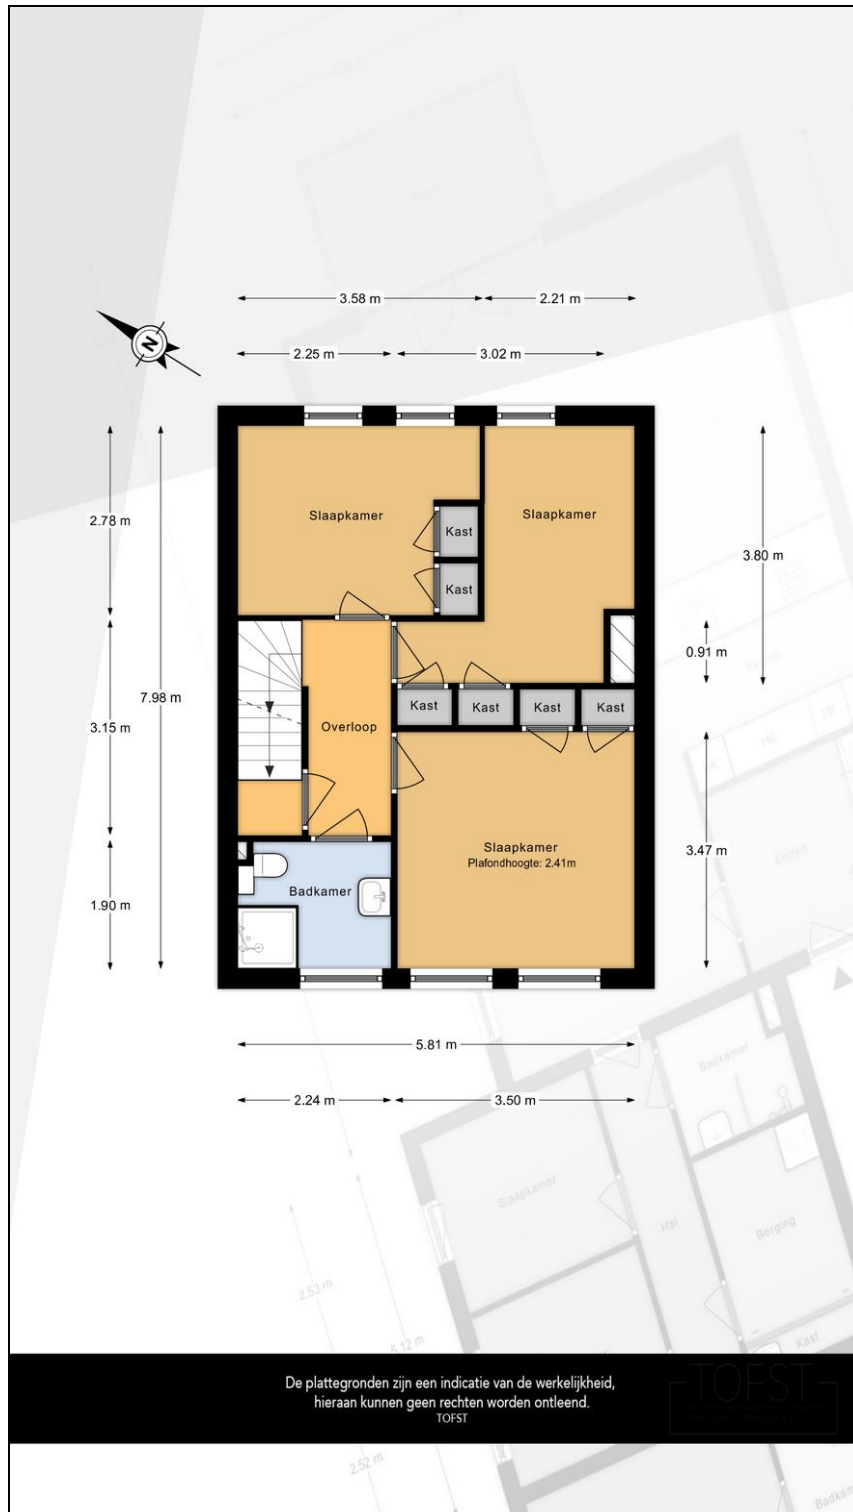 3.58 m
2.21 m
N
2.25 m
3.02 m
2.78 m
Slaapkamer
Slaapkamer
Kast
3.80 m
Kast
0.91 m
7.98 m
Kast
Kast
Kast
Kast
3.15 m
Overloop
Slaapkamer
Plafondhoogte: 2.41m
3.47 m
Badkamer
1.90 m
5.81 m
2.24 m
3.50 m
Badkamer
Slaapkamer
Hal
Berging
2.53 m
5.12 m
Kast
De plattegronden zijn een indicatie van de werkelijkheid,
hieraan kunnen geen rechten worden ontleend.
TOFST
TOFST
2.52 m